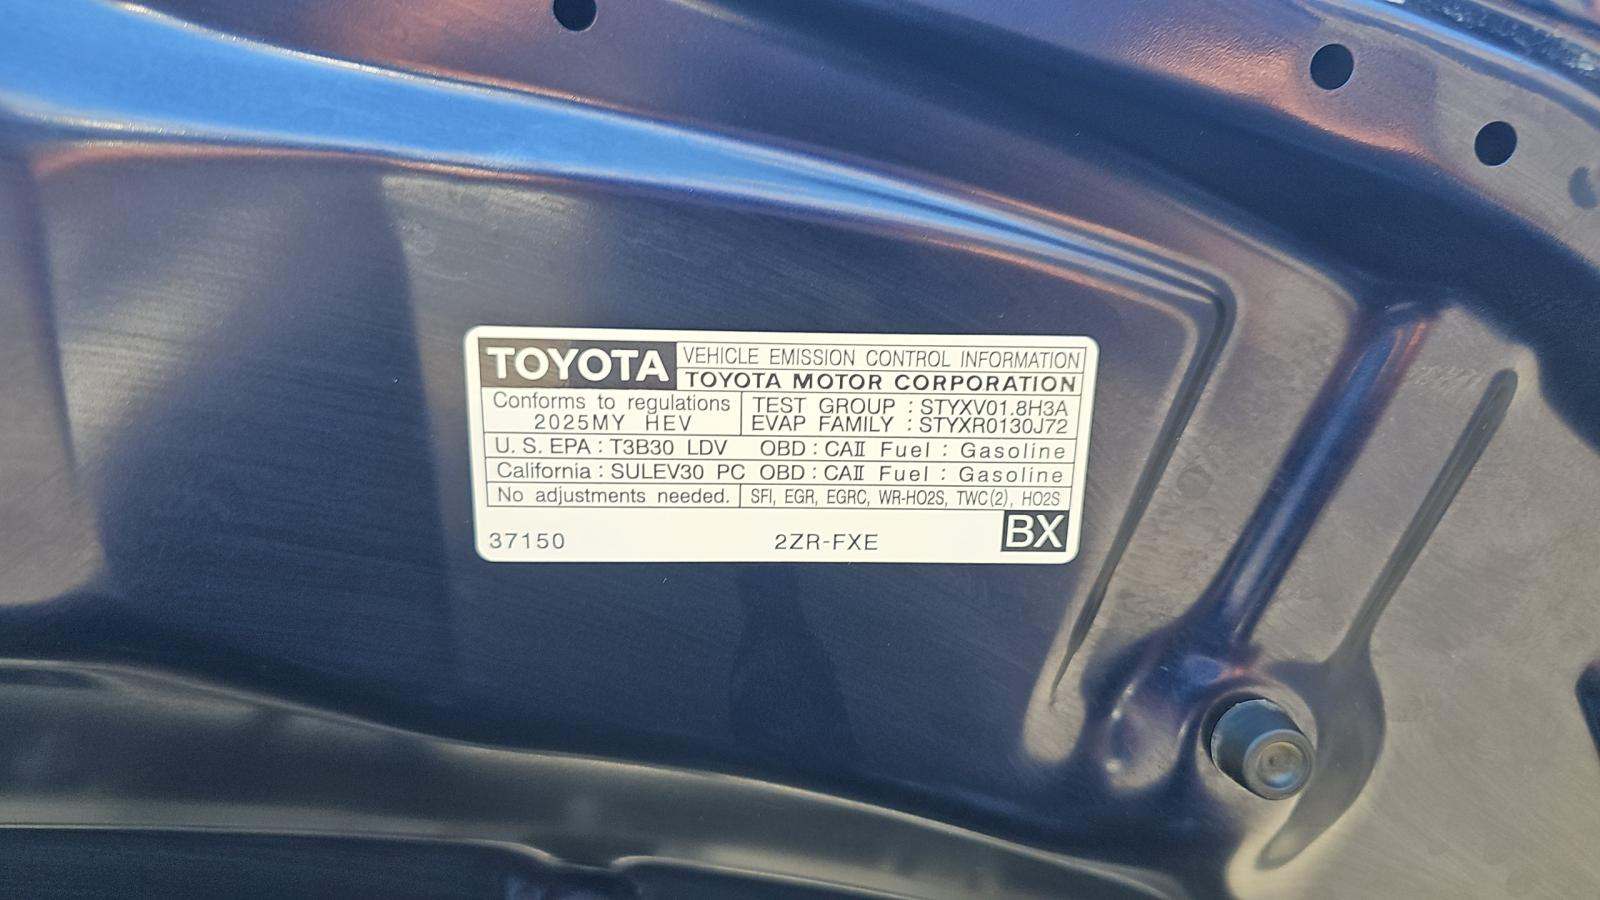 TOYOTA VEHICLE EMISSION CONTROL INFORMATION
TOYOTA MOTOR CORPORATION
Conforms to regulations
2025MY HEV
TEST GROUP : STYXV01.8H3A
EVAP FAMILY : STYXR0130J72
U. S. EPA : T3B30 LDV OBD : CAII Fuel : Gasoline
California : SULEV30 PC OBD : CAII Fuel : Gasoline
No adjustments needed. SFI, EGR, EGRC, WR-HO2S, TWC(2), HO2S
37150 2ZR-FXE BX